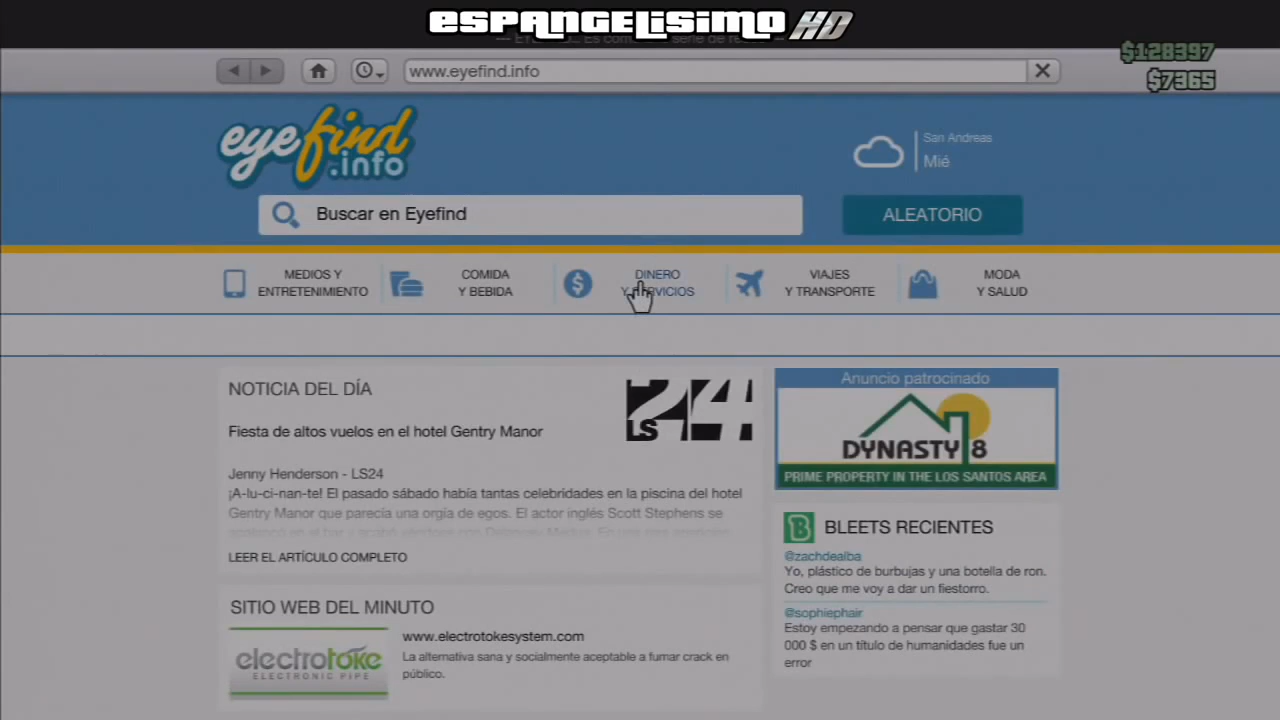 ESPANGELISIMO HD
$128397
www.eyefind.info
$7365
eyefind
.info
San Andreas
Mié
Buscar en Eyefind
ALEATORIO
MEDIOS Y
ENTRETENIMIENTO
COMIDA
Y BEBIDA
DINERO
Y SERVICIOS
VIAJES
Y TRANSPORTE
MODA
Y SALUD
NOTICIA DEL DÍA
LS 24
Fiesta de altos vuelos en el hotel Gentry Manor
Jenny Henderson - LS24
¡A-lu-ci-nan-te! El pasado sábado había tantas celebridades en la piscina del hotel
Gentry Manor que parecía una orgía de egos. El actor inglés Scott Stephens se
LEER EL ARTÍCULO COMPLETO
SITIO WEB DEL MINUTO
electrotoke
ELECTRONIC PIPE
www.electrotokesystem.com
La alternativa sana y socialmente aceptable a fumar crack en
público.
Anuncio patrocinado
DYNASTY 8
PRIME PROPERTY IN THE LOS SANTOS AREA
B BLEETS RECIENTES
@zachdealba
Yo, plástico de burbujas y una botella de ron.
Creo que me voy a dar un fiestorro.
@sophiephair
Estoy empezando a pensar que gastar 30
000 $ en un título de humanidades fue un
error